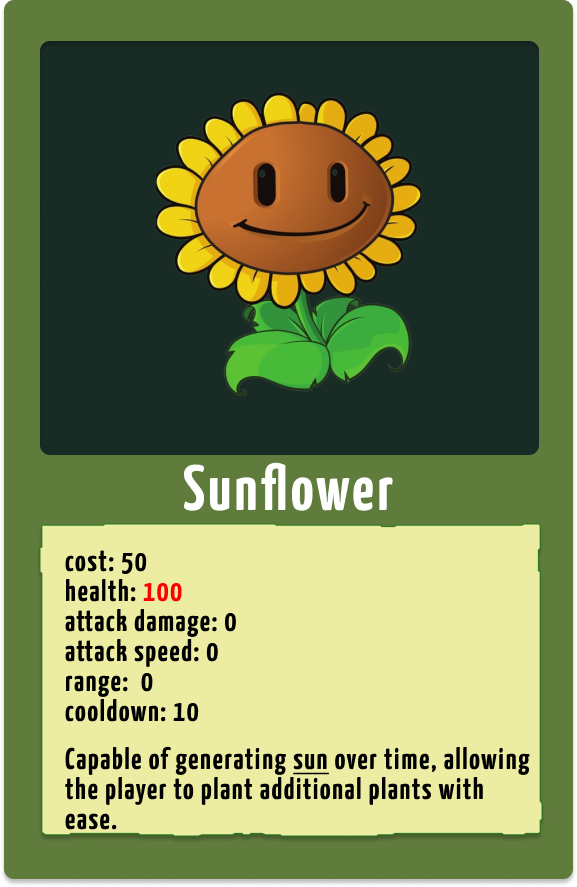 Sunflower
cost: 50
health: 100
attack damage: 0
attack speed: 0
range: 0
cooldown: 10
Capable of generating sun over time, allowing
the player to plant additional plants with
ease.